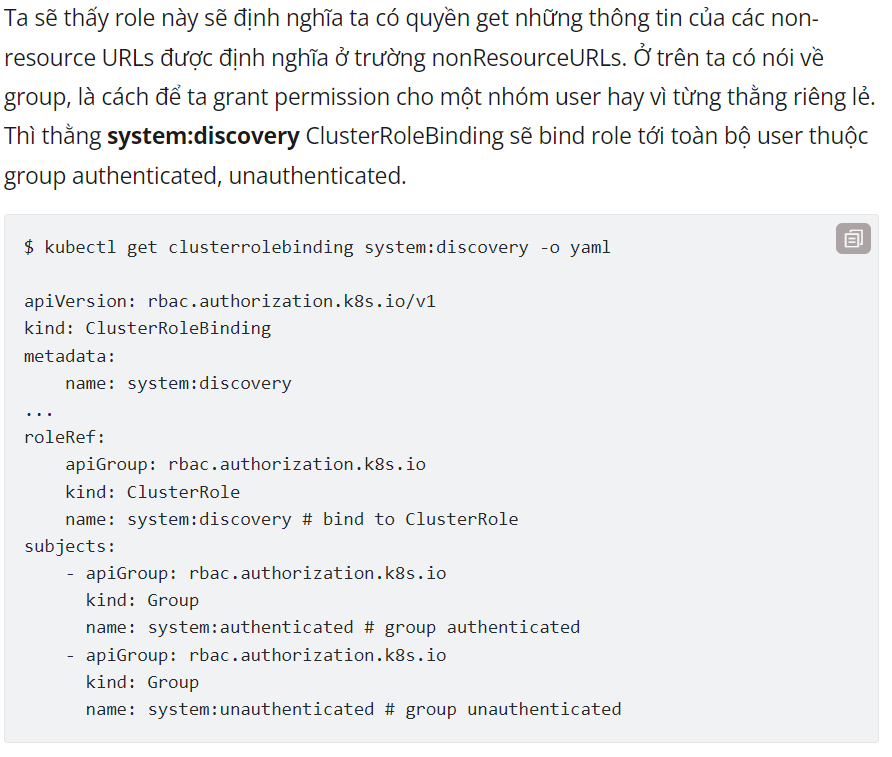 Ta sẽ thấy role này sẽ định nghĩa ta có quyền get những thông tin của các non-
resource URLs được định nghĩa ở trường nonResourceURLs. Ở trên ta có nói về
group, là cách để ta grant permission cho một nhóm user hay vì từng thằng riêng lẻ.
Thì thằng system:discovery ClusterRoleBinding sẽ bind role tới toàn bộ user thuộc
group authenticated, unauthenticated.
$ kubectl get clusterrolebinding system:discovery -o yaml
apiVersion: rbac.authorization.k8s.io/v1
kind: ClusterRoleBinding
metadata:
    name: system:discovery
...
roleRef:
    apiGroup: rbac.authorization.k8s.io
    kind: ClusterRole
    name: system:discovery # bind to ClusterRole
subjects:
    - apiGroup: rbac.authorization.k8s.io
      kind: Group
      name: system:authenticated # group authenticated
    - apiGroup: rbac.authorization.k8s.io
      kind: Group
      name: system:unauthenticated # group unauthenticated